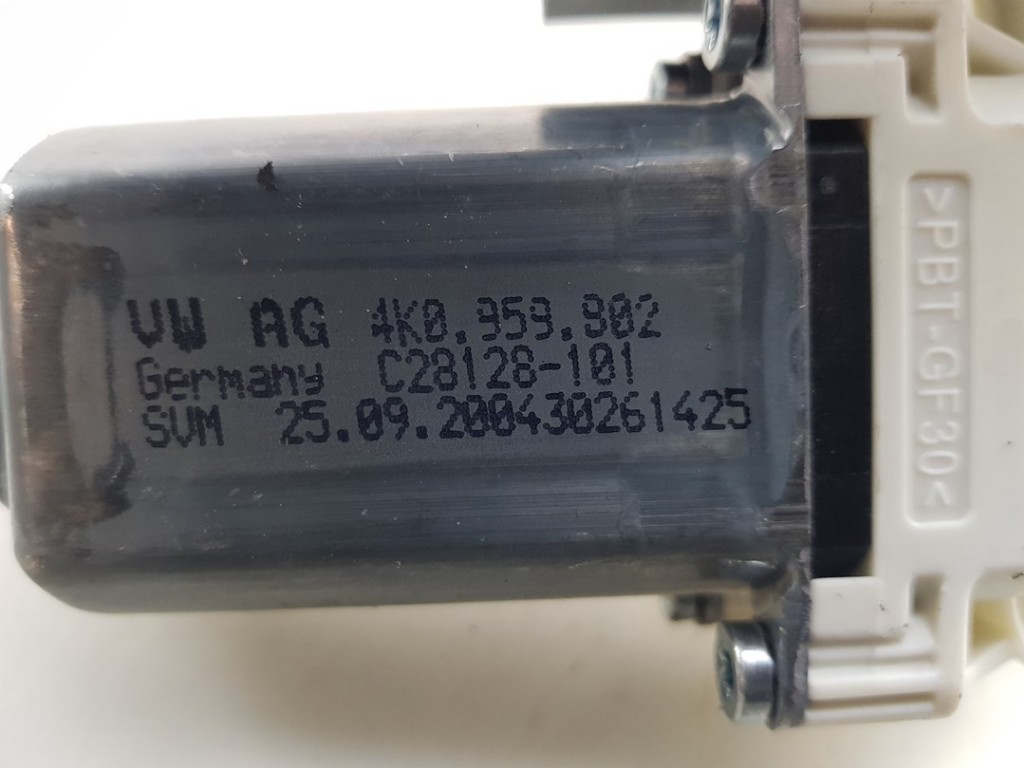 VW AG 4K0.959.802
Germany C28128-101
SVM 25.09.200430261425
>PBT-GF30<